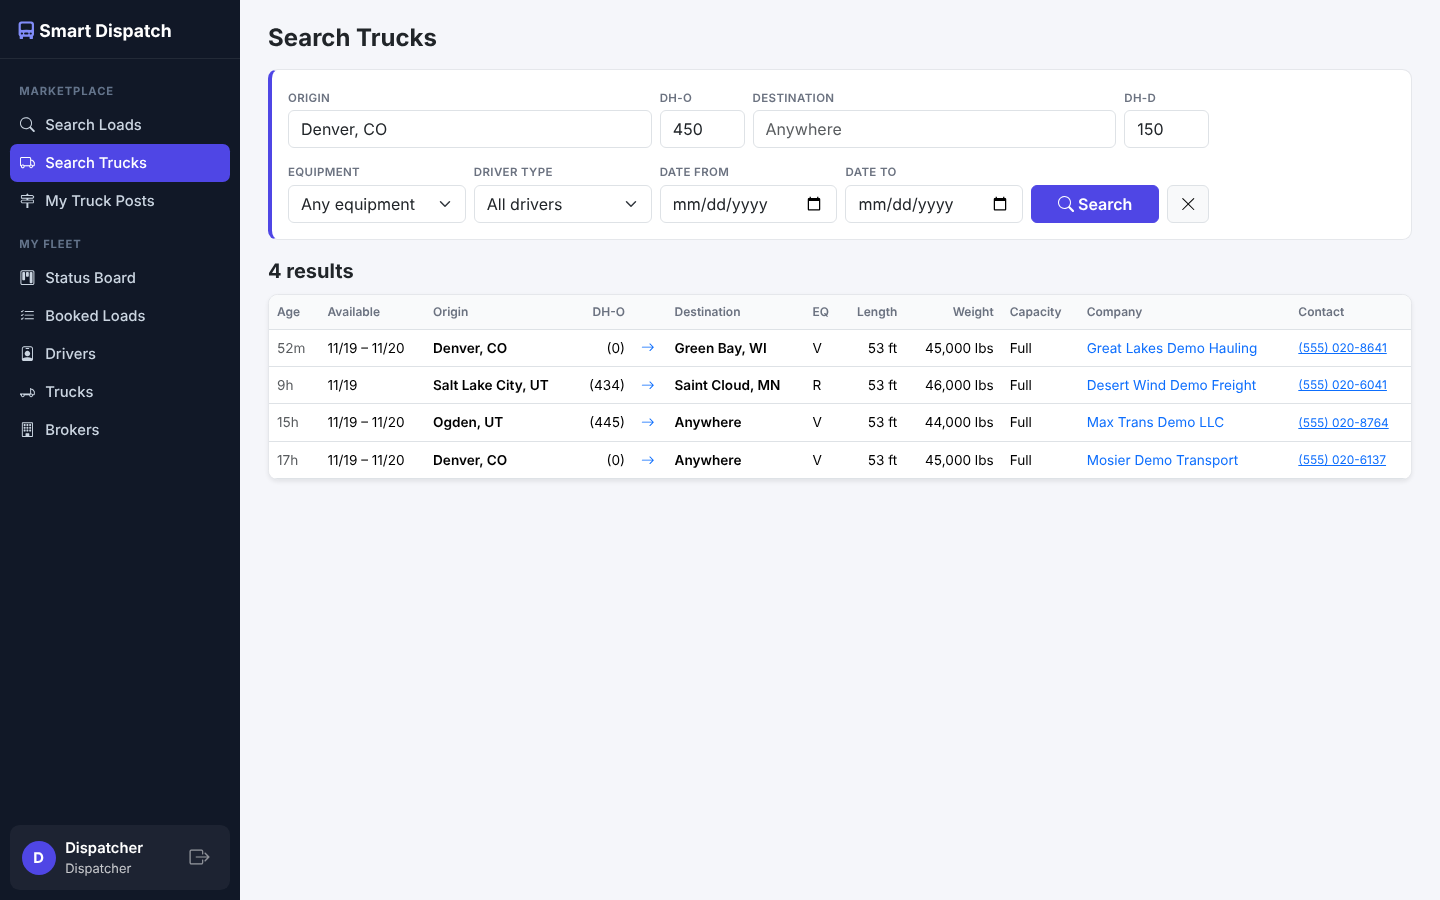 Smart Dispatch
MARKETPLACE
Search Loads
Search Trucks
My Truck Posts
MY FLEET
Status Board
Booked Loads
Drivers
Trucks
Brokers
D
Dispatcher
Dispatcher
Search Trucks
ORIGIN DH-O DESTINATION DH-D
Denver, CO 450 Anywhere 150
EQUIPMENT DRIVER TYPE DATE FROM DATE TO
Any equipment All drivers mm/dd/yyyy mm/dd/yyyy Search
4 results
Age Available Origin DH-O Destination EQ Length Weight Capacity Company Contact
52m 11/19 – 11/20 Denver, CO (0) → Green Bay, WI V 53 ft 45,000 lbs Full Great Lakes Demo Hauling (555) 020-8641
9h 11/19 Salt Lake City, UT (434) → Saint Cloud, MN R 53 ft 46,000 lbs Full Desert Wind Demo Freight (555) 020-6041
15h 11/19 – 11/20 Ogden, UT (445) → Anywhere V 53 ft 44,000 lbs Full Max Trans Demo LLC (555) 020-8764
17h 11/19 – 11/20 Denver, CO (0) → Anywhere V 53 ft 45,000 lbs Full Mosier Demo Transport (555) 020-6137